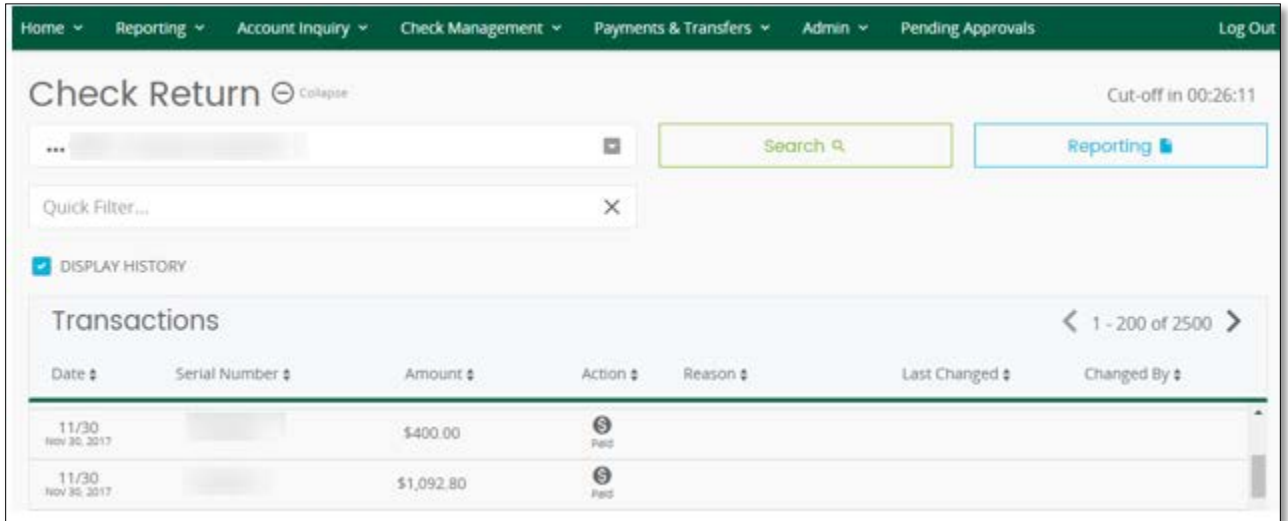 Home Reporting Account Inquiry Check Management Payments & Transfers Admin Pending Approvals Log Out
Check Return Collapse Cut-off in 00:26:11
...
Search Reporting
Quick Filter...
DISPLAY HISTORY
Transactions 1 - 200 of 2500
Date Serial Number Amount Action Reason Last Changed Changed By
11/30 $400.00
Nov 30, 2017 Paid
11/30 $1,092.80
Nov 30, 2017 Paid